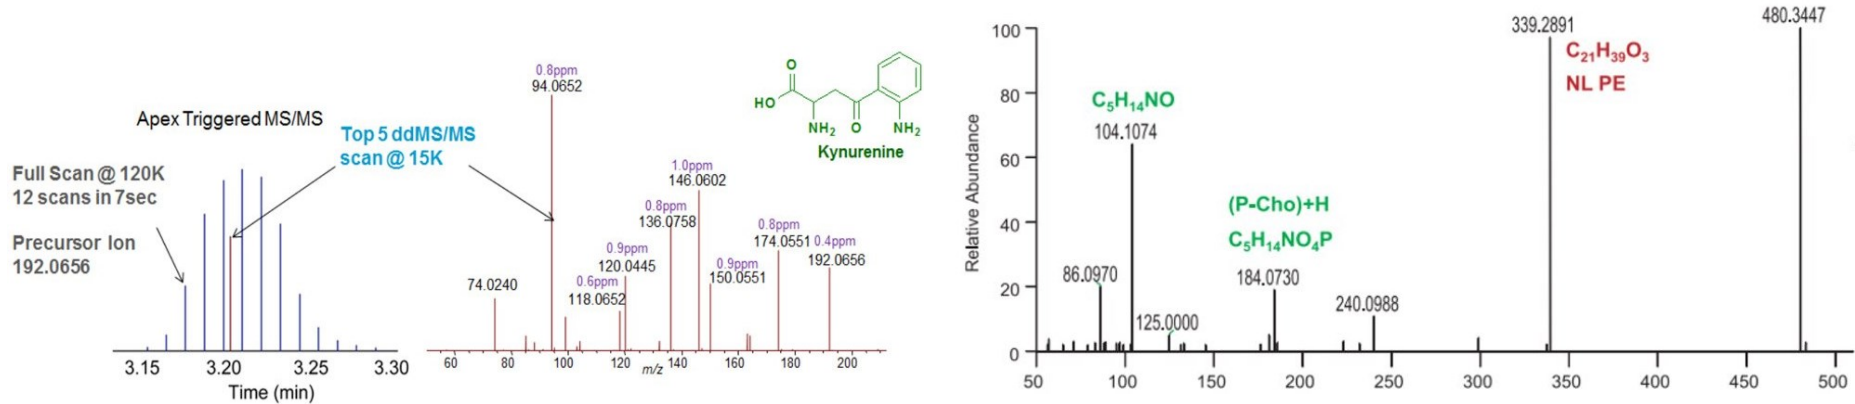 Apex Triggered MS/MS
Full Scan @ 120K
12 scans in 7sec
Precursor Ion
192.0656
Top 5 ddMS/MS
scan @ 15K
3.15 3.20 3.25 3.30
Time (min)
0.8ppm
94.0652
74.0240
0.6ppm
118.0652
0.9ppm
120.0445
0.8ppm
136.0758
1.0ppm
146.0602
0.9ppm
150.0551
0.8ppm
174.0551
0.4ppm
192.0656
60 80 100 120 140 160 180 200
m/z
O
HO
NH₂
O
NH₂
Kynurenine
Relative Abundance
100
80
60
40
20
0
86.0970
C₅H₁₄NO
104.1074
125.0000
(P-Cho)+H
C₅H₁₄NO₄P
184.0730
240.0988
339.2891
C₂₁H₃₉O₃
NL PE
480.3447
50 100 150 200 250 300 350 400 450 500